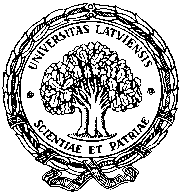 UNIVERSITAS LATVIENSIS
SCIENTIAE ET PATRIAE